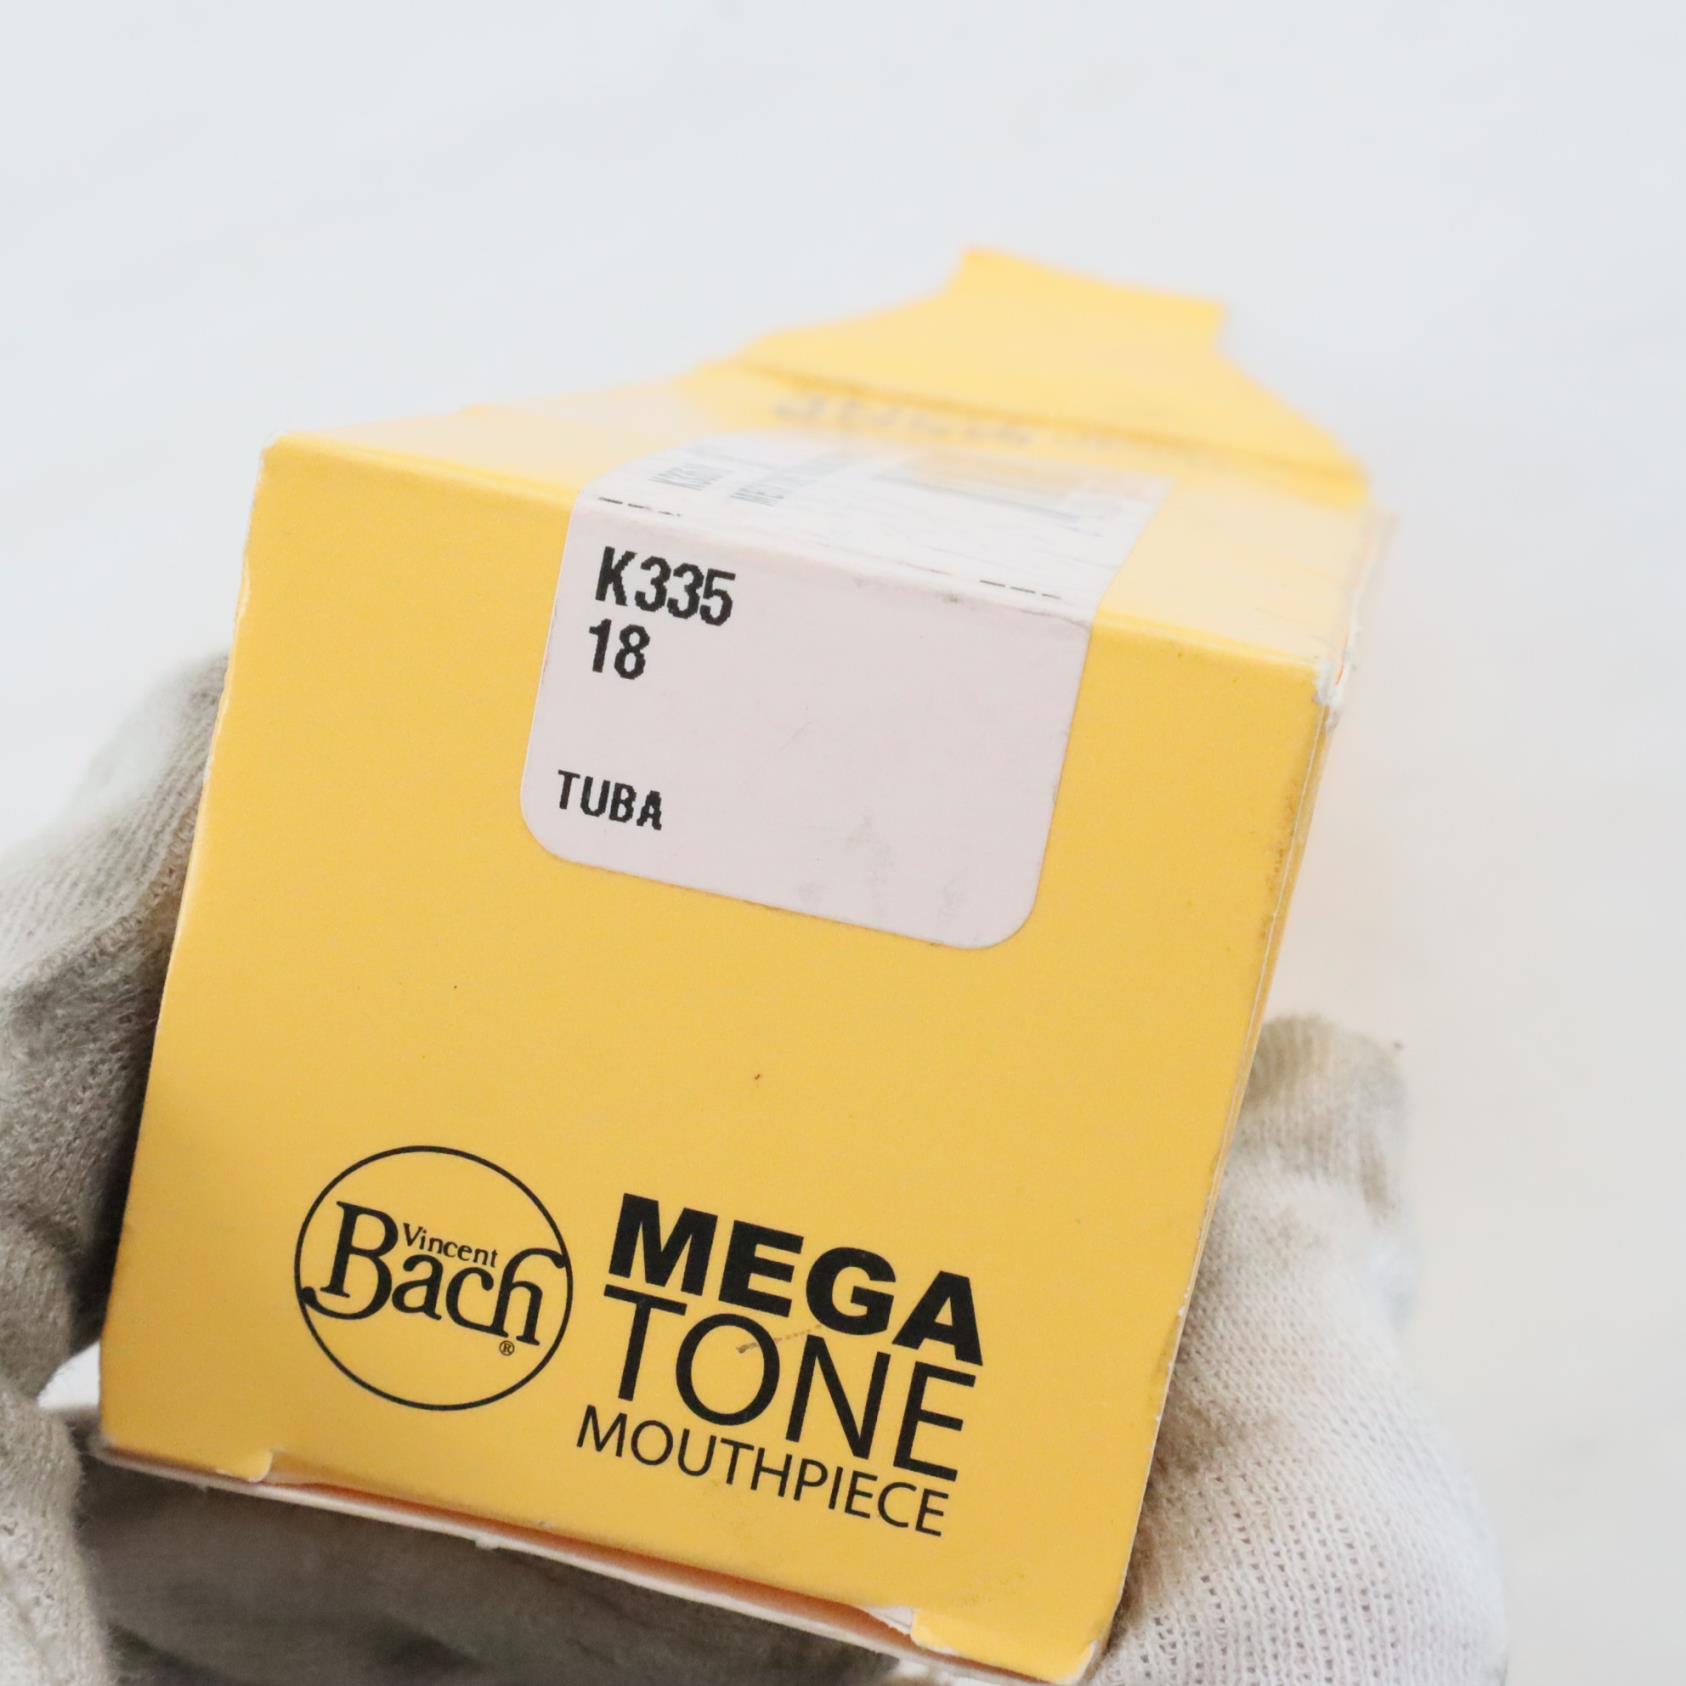 K335
18
TUBA
Vincent
Bach
®
MEGA
TONE
MOUTHPIECE